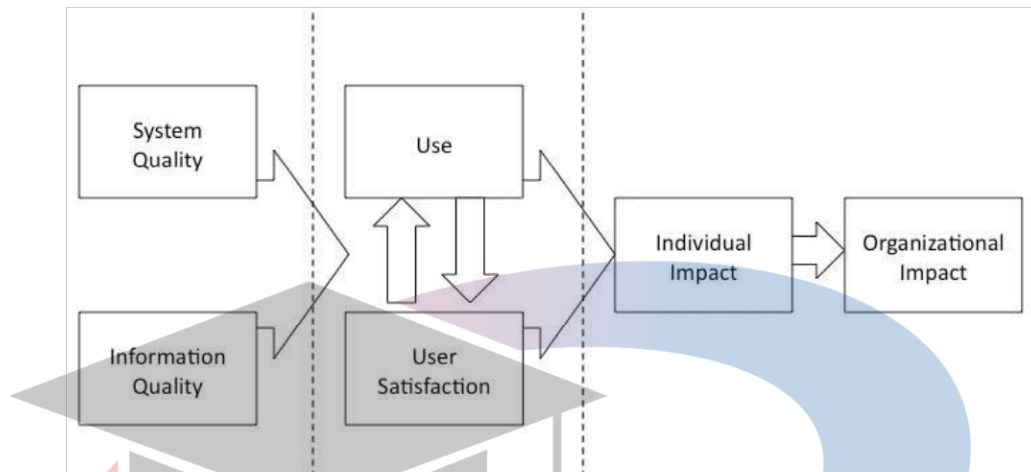 System
Quality
Use
Individual
Impact
Organizational
Impact
Information
Quality
User
Satisfaction